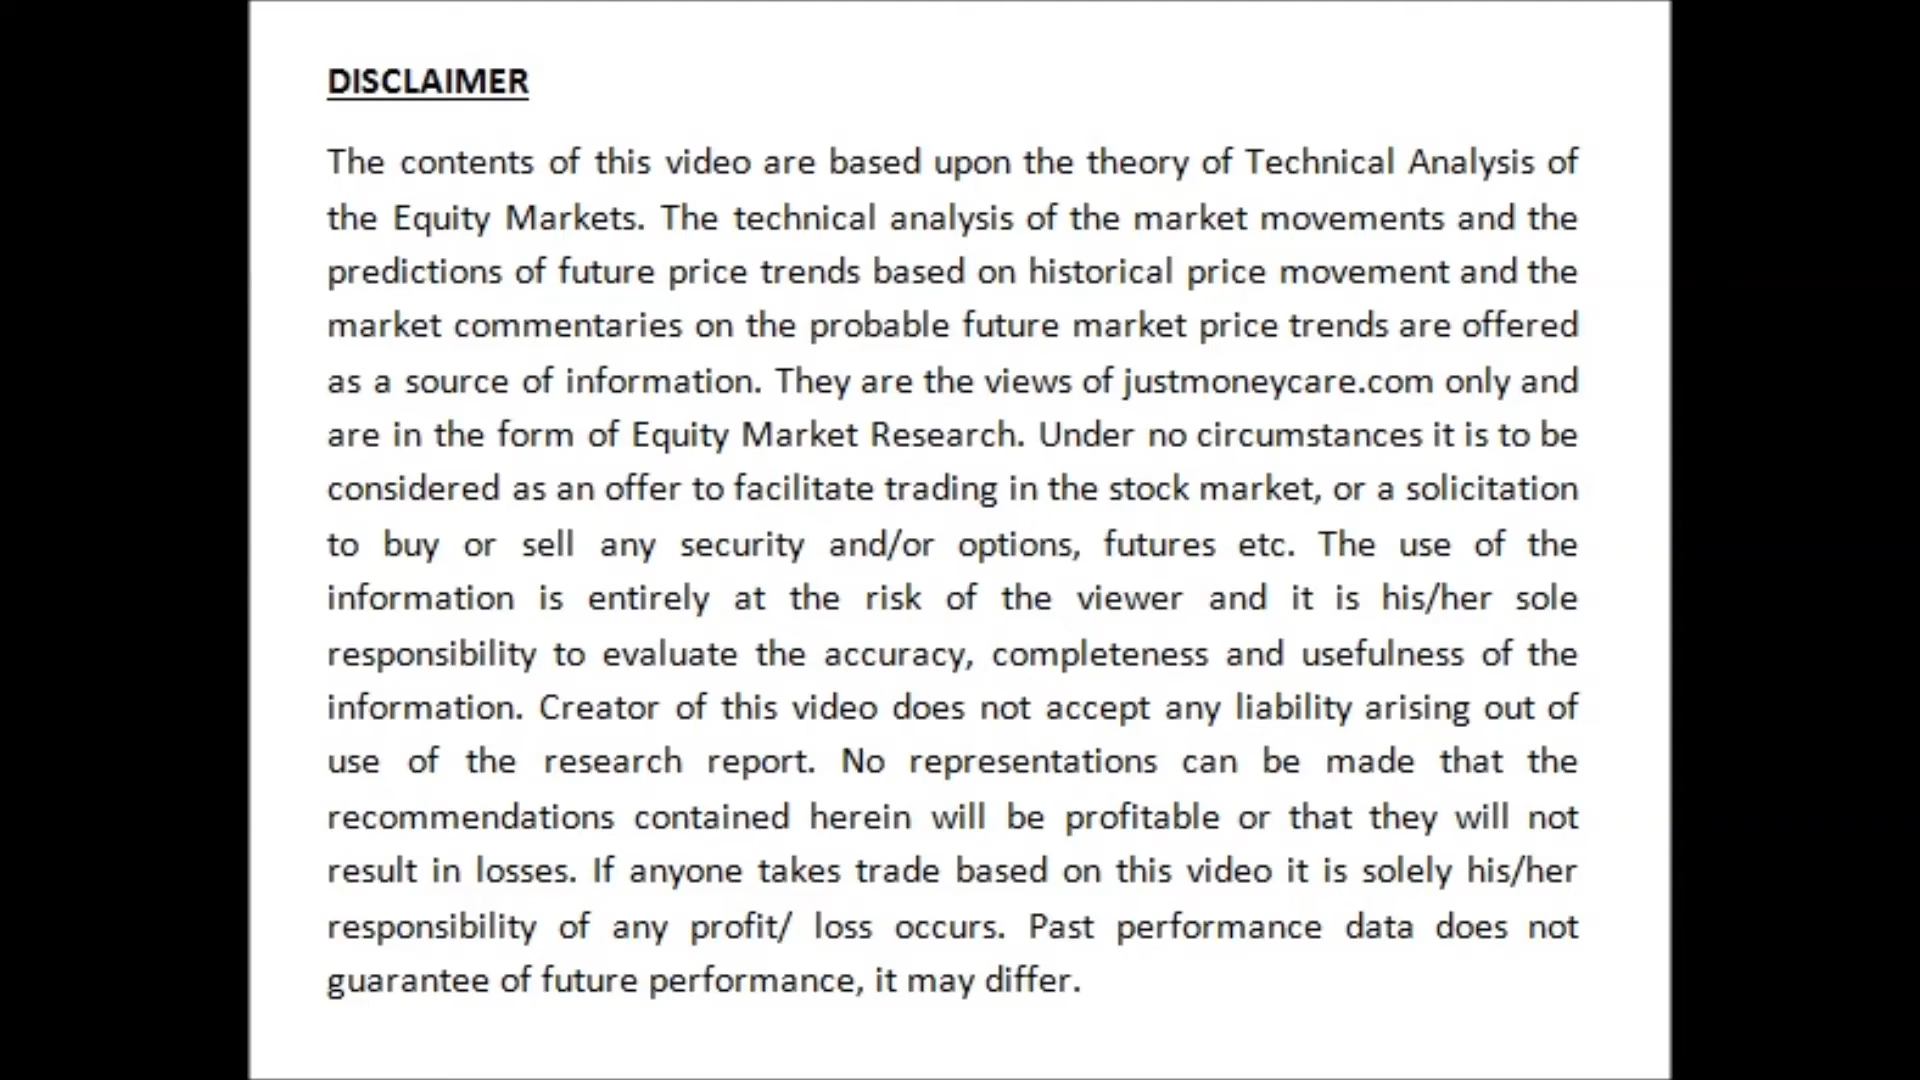 DISCLAIMER
The contents of this video are based upon the theory of Technical Analysis of
the Equity Markets. The technical analysis of the market movements and the
predictions of future price trends based on historical price movement and the
market commentaries on the probable future market price trends are offered
as a source of information. They are the views of justmoneycare.com only and
are in the form of Equity Market Research. Under no circumstances it is to be
considered as an offer to facilitate trading in the stock market, or a solicitation
to buy or sell any security and/or options, futures etc. The use of the
information is entirely at the risk of the viewer and it is his/her sole
responsibility to evaluate the accuracy, completeness and usefulness of the
information. Creator of this video does not accept any liability arising out of
use of the research report. No representations can be made that the
recommendations contained herein will be profitable or that they will not
result in losses. If anyone takes trade based on this video it is solely his/her
responsibility of any profit/ loss occurs. Past performance data does not
guarantee of future performance, it may differ.